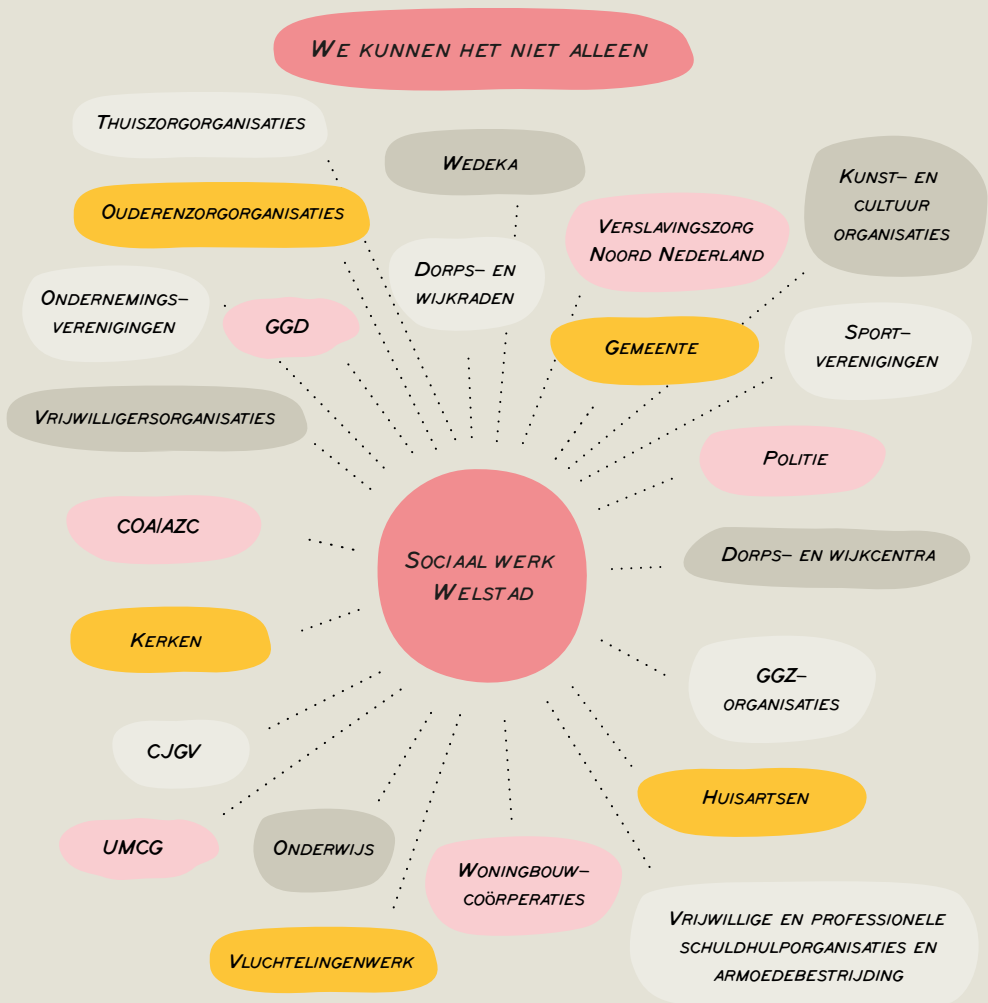 We kunnen het niet alleen
Thuiszorgorganisaties
Wedeka
Kunst- en
cultuur
organisaties
Ouderenzorgorganisaties
Verslavingszorg
Noord Nederland
Dorps- en
wijkraden
Ondernemings-
verenigingen
GGD
Gemeente
Sport-
verenigingen
Vrijwilligersorganisaties
Politie
COA/AZC
Sociaal werk
Welstad
Dorps- en wijkcentra
Kerken
GGZ-
organisaties
CJGV
Huisartsen
UMCG
Onderwijs
Woningbouw-
coörperaties
Vrijwillige en professionele
schuldhulporganisaties en
armoedebestrijding
Vluchtelingenwerk